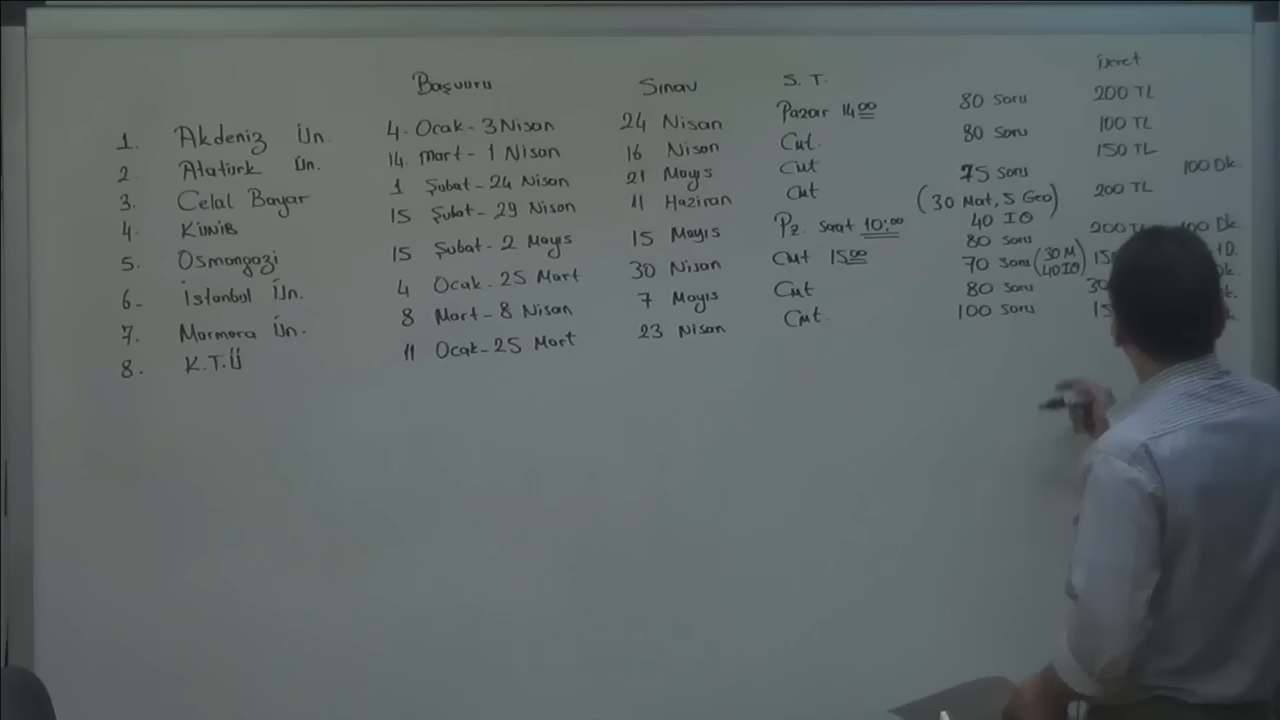 Başvuru Sınav S. T. Ücret
1. Akdeniz Ün. 4. Ocak - 3 Nisan 24 Nisan Pazar 14 00 80 Soru 200 TL
2. Atatürk Ün. 14 Mart - 1 Nisan 16 Nisan Cmt. 80 Soru 100 TL
3. Celal Bayar 1 Şubat - 24 Nisan 21 Mayıs Cmt 75 soru 150 TL 100 Dk.
(30 Mat, 5 Geo)
40 IQ
4. KÜNİB 15 Şubat - 29 Nisan 11 Haziran Cmt 200 TL
5. Osmangazi 15 Şubat - 2 Mayıs 15 Mayıs Pz. saat 10:00 80 soru
6- İstanbul Ün. 4 Ocak - 25 Mart 30 Nisan Cmt 15 00 70 soru (30 M 40 IQ)
7. Marmara Ün. 8 Mart - 8 Nisan 7 Mayıs Cmt 80 soru
8. K.T.Ü 11 Ocak - 25 Mart 23 Nisan Cmt. 100 soru